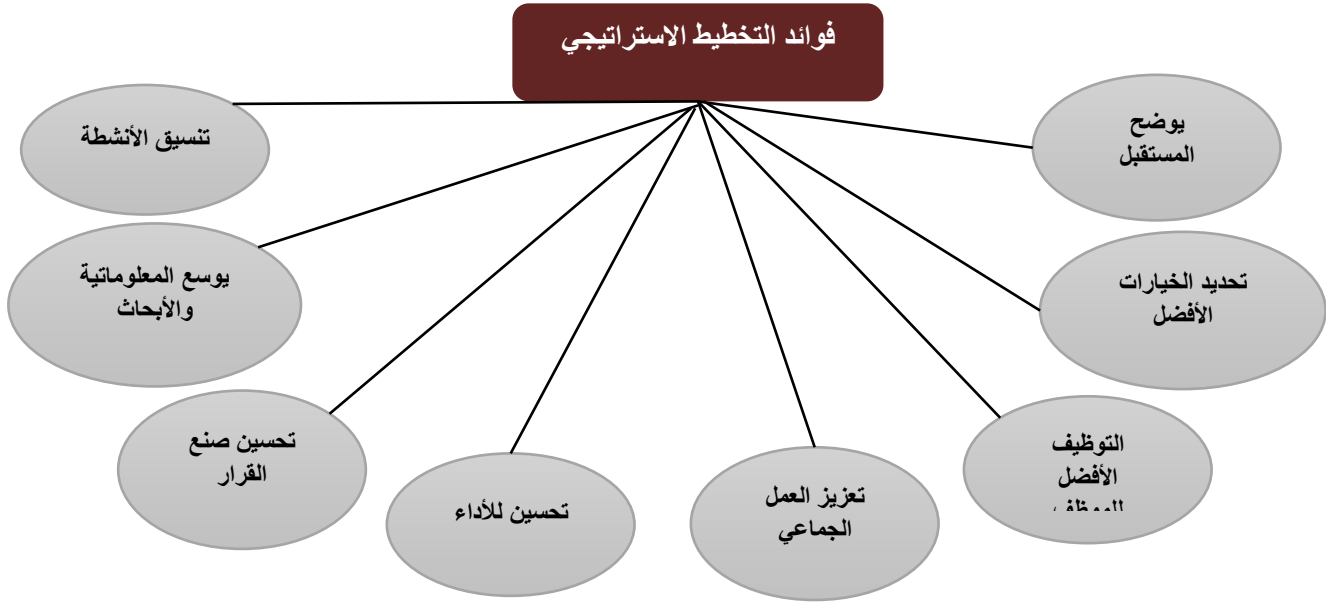 فوائد التخطيط الاستراتيجي
يوضح
المستقبل
تحديد الخيارات
الأفضل
التوظيف
الأفضل
تعزيز العمل
الجماعي
تحسين للأداء
تحسين صنع
القرار
يوسع المعلوماتية
والأبحاث
تنسيق الأنشطة